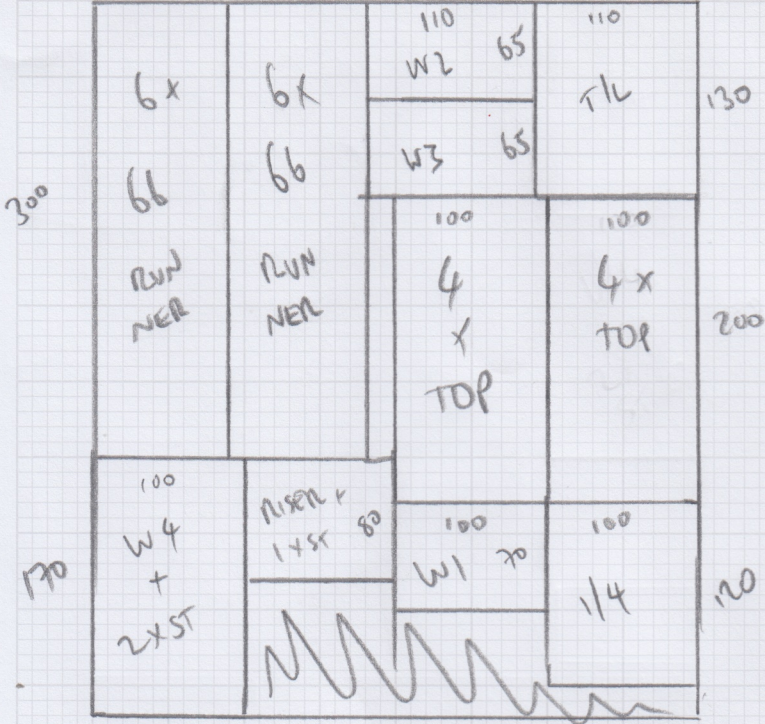 6x
66
RUN
NER
6x
66
RUN
NER
110
W2 65
W3 65
110
T/L
130
300
100
4
x
TOP
100
4x
TOP
200
100
W4
+
2xST
170
RISER +
1xST 80
100
W1 70
100
1/4
120